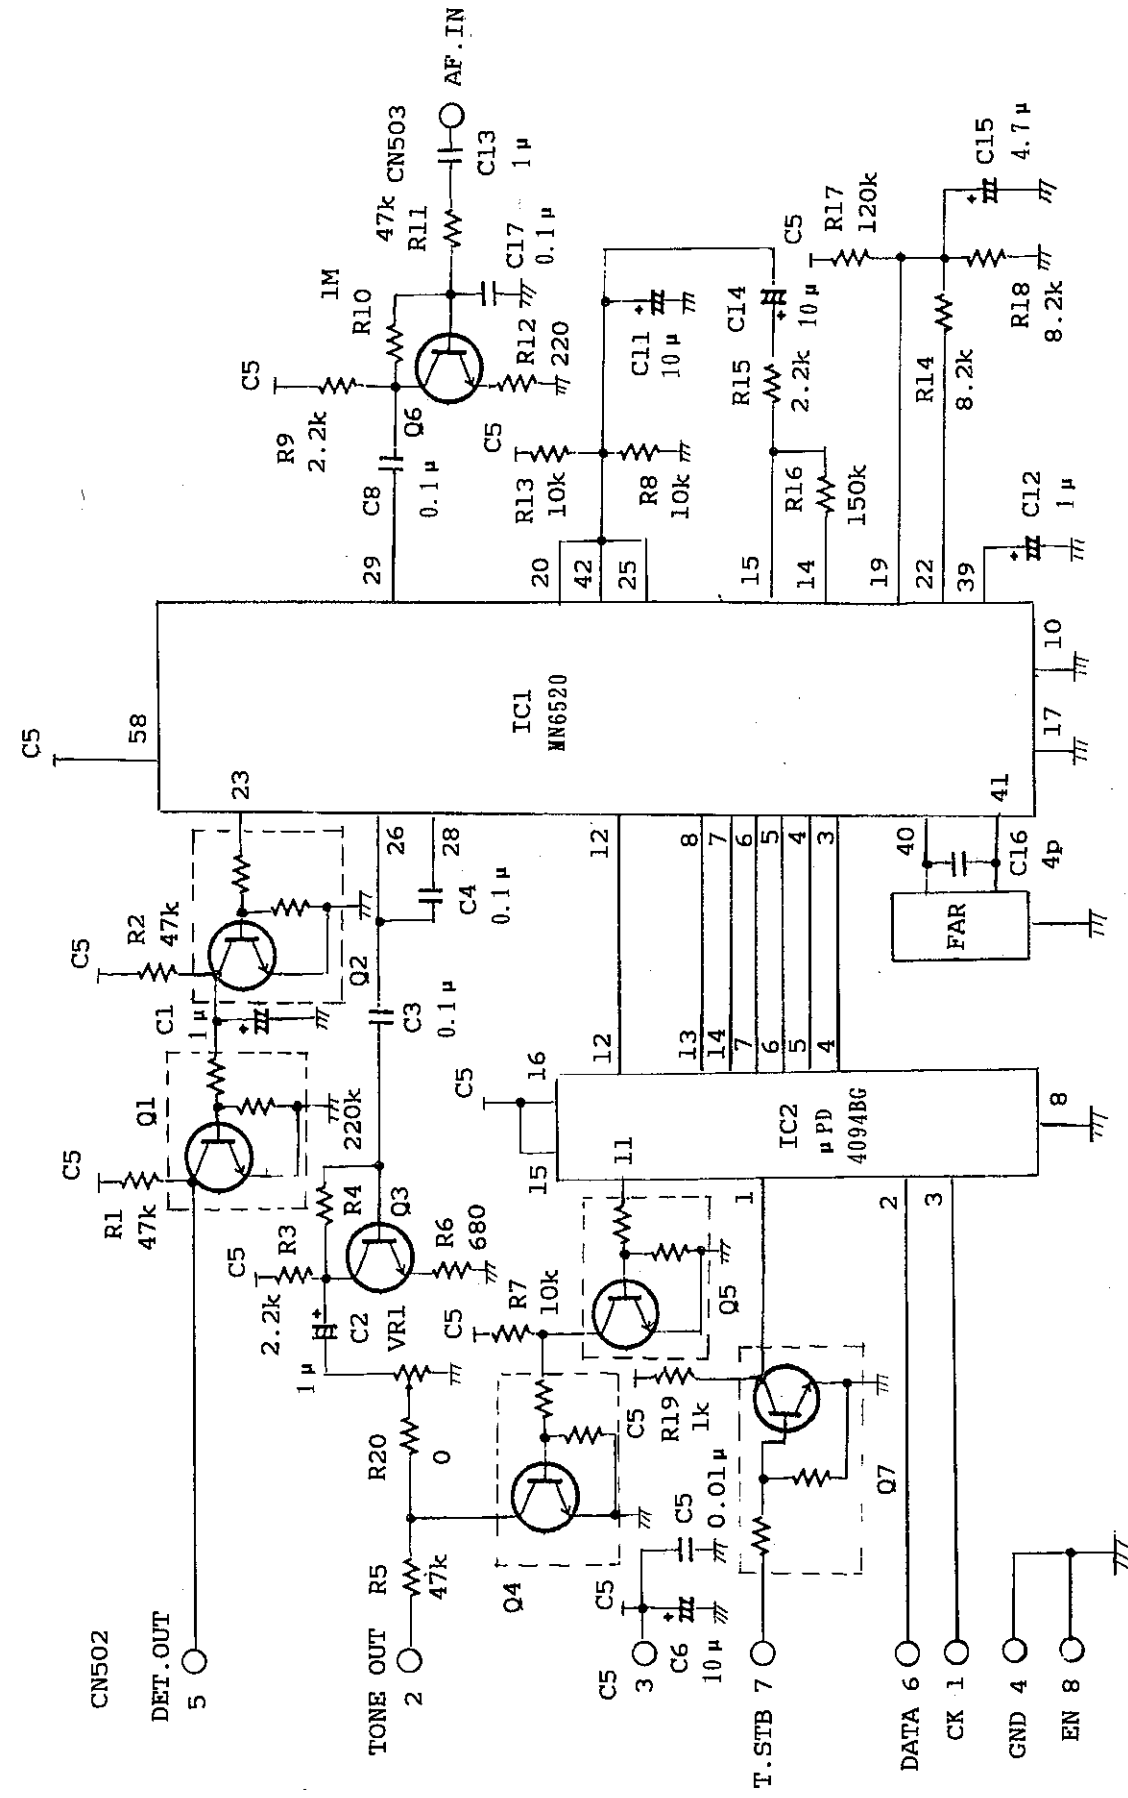 CN502
DET.OUT
5
TONE OUT
2
C5
3
T.STB 7
DATA 6
CK 1
GND 4
EN 8
C5
R1
47k
Q1
220k
C1
1μ
C5
R2
47k
Q2
23
C5
58
C5
R3
2.2k
R4
Q3
R6
680
C2
1μ
VR1
R20
0
R5
47k
C3
0.1μ
C4
0.1μ
26
28
Q4
C5
R7
10k
Q5
C5
C6
10μ
C5
0.01μ
C5
R19
1k
Q7
C5
15
16
11
1
2
3
IC2
μPD
4094BG
8
12
13
14
7
6
5
4
12
8
7
6
5
4
3
40
41
C16
4p
FAR
IC1
MN6520
17
10
29
20
42
25
15
14
19
22
39
C5
R9
2.2k
C8
0.1μ
Q6
R10
1M
R12
220
C17
0.1μ
47k
R11
CN503
C13
1μ
AF.IN
C5
R13
10k
R8
10k
C11
10μ
C14
10μ
R15
2.2k
R16
150k
C5
R17
120k
R14
8.2k
R18
8.2k
C15
4.7μ
C12
1μ